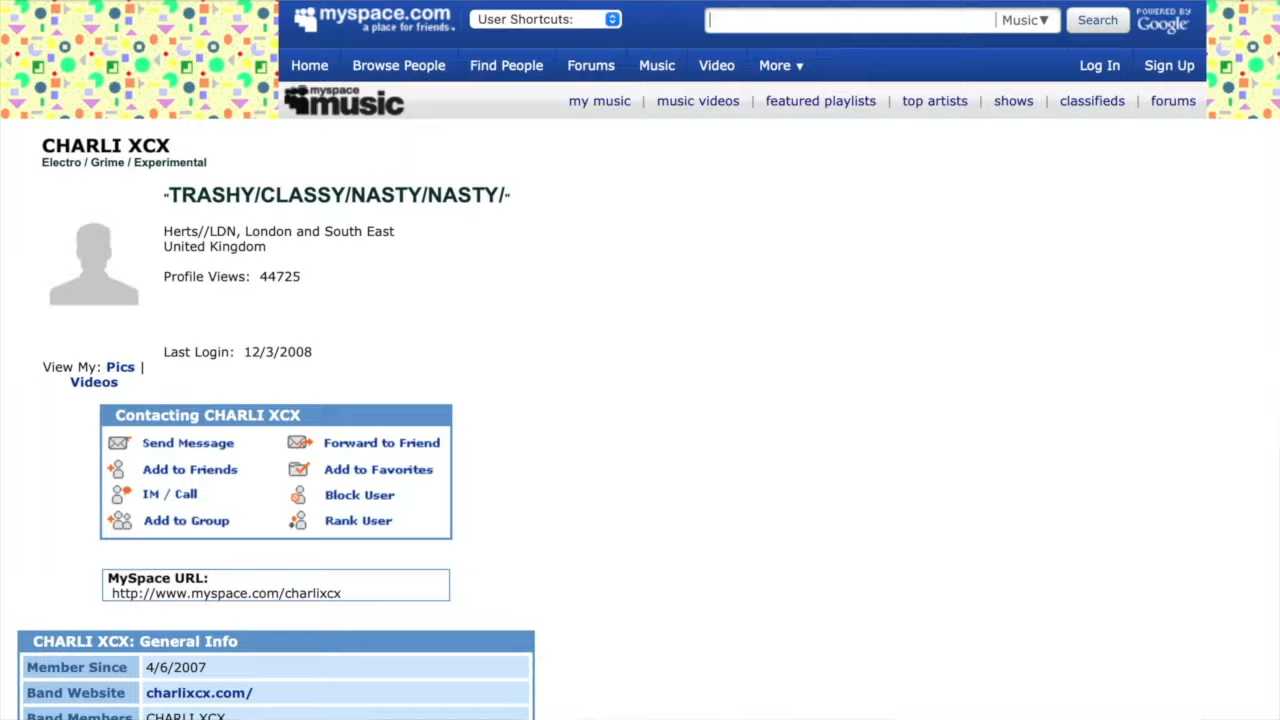 myspace.com
a place for friends.
User Shortcuts:
Music▼
Search
POWERED BY
Google
Home Browse People Find People Forums Music Video More ▼ Log In Sign Up
myspace
music
my music | music videos | featured playlists | top artists | shows | classifieds | forums
CHARLI XCX
Electro / Grime / Experimental
"TRASHY/CLASSY/NASTY/NASTY/"
Herts//LDN, London and South East
United Kingdom
Profile Views: 44725
Last Login: 12/3/2008
View My: Pics |
Videos
Contacting CHARLI XCX
Send Message Forward to Friend
Add to Friends Add to Favorites
IM / Call Block User
Add to Group Rank User
MySpace URL:
http://www.myspace.com/charlixcx
CHARLI XCX: General Info
Member Since 4/6/2007
Band Website charlixcx.com/
Band Members CHARLI XCX